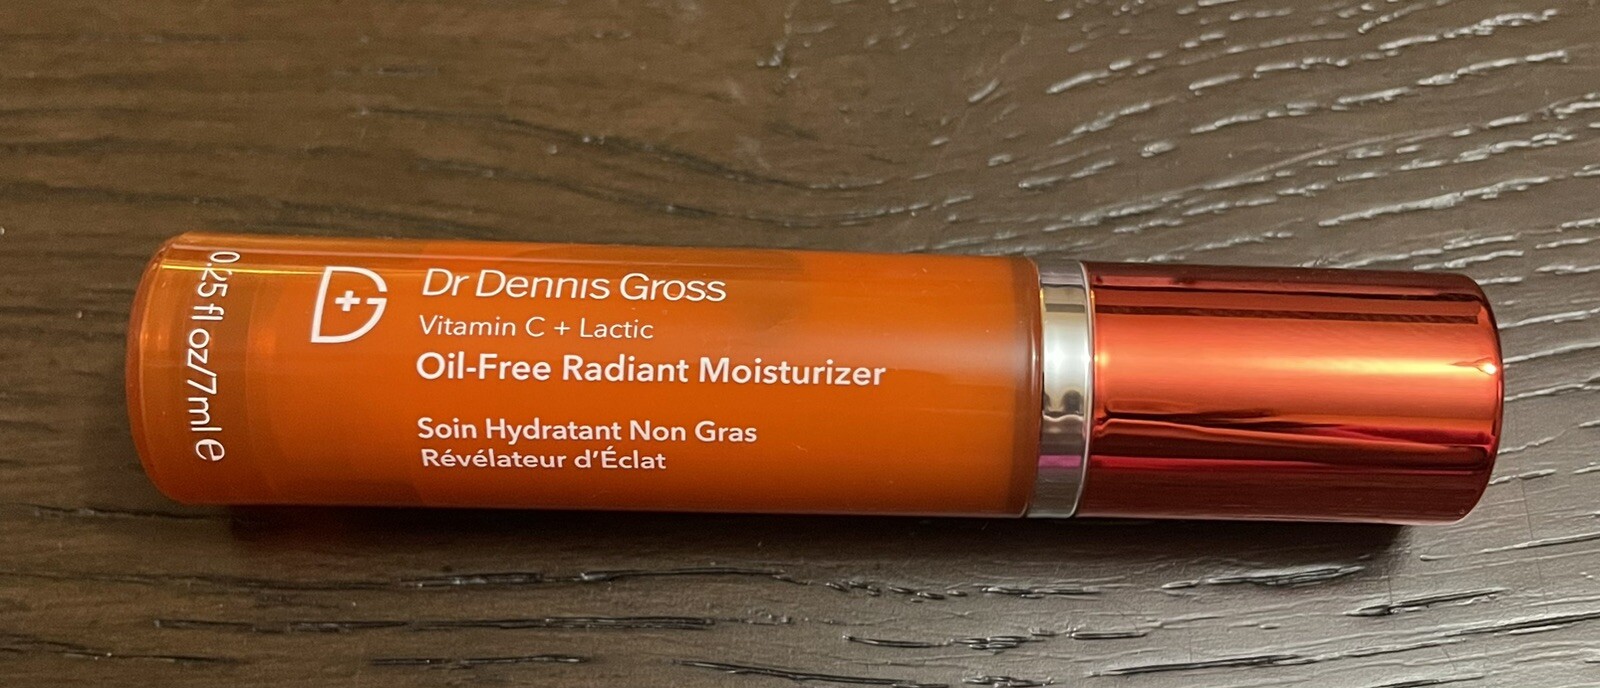 Dr Dennis Gross
Vitamin C + Lactic
Oil-Free Radiant Moisturizer
Soin Hydratant Non Gras
Révélateur d'Éclat
0.25 fl oz/7ml e